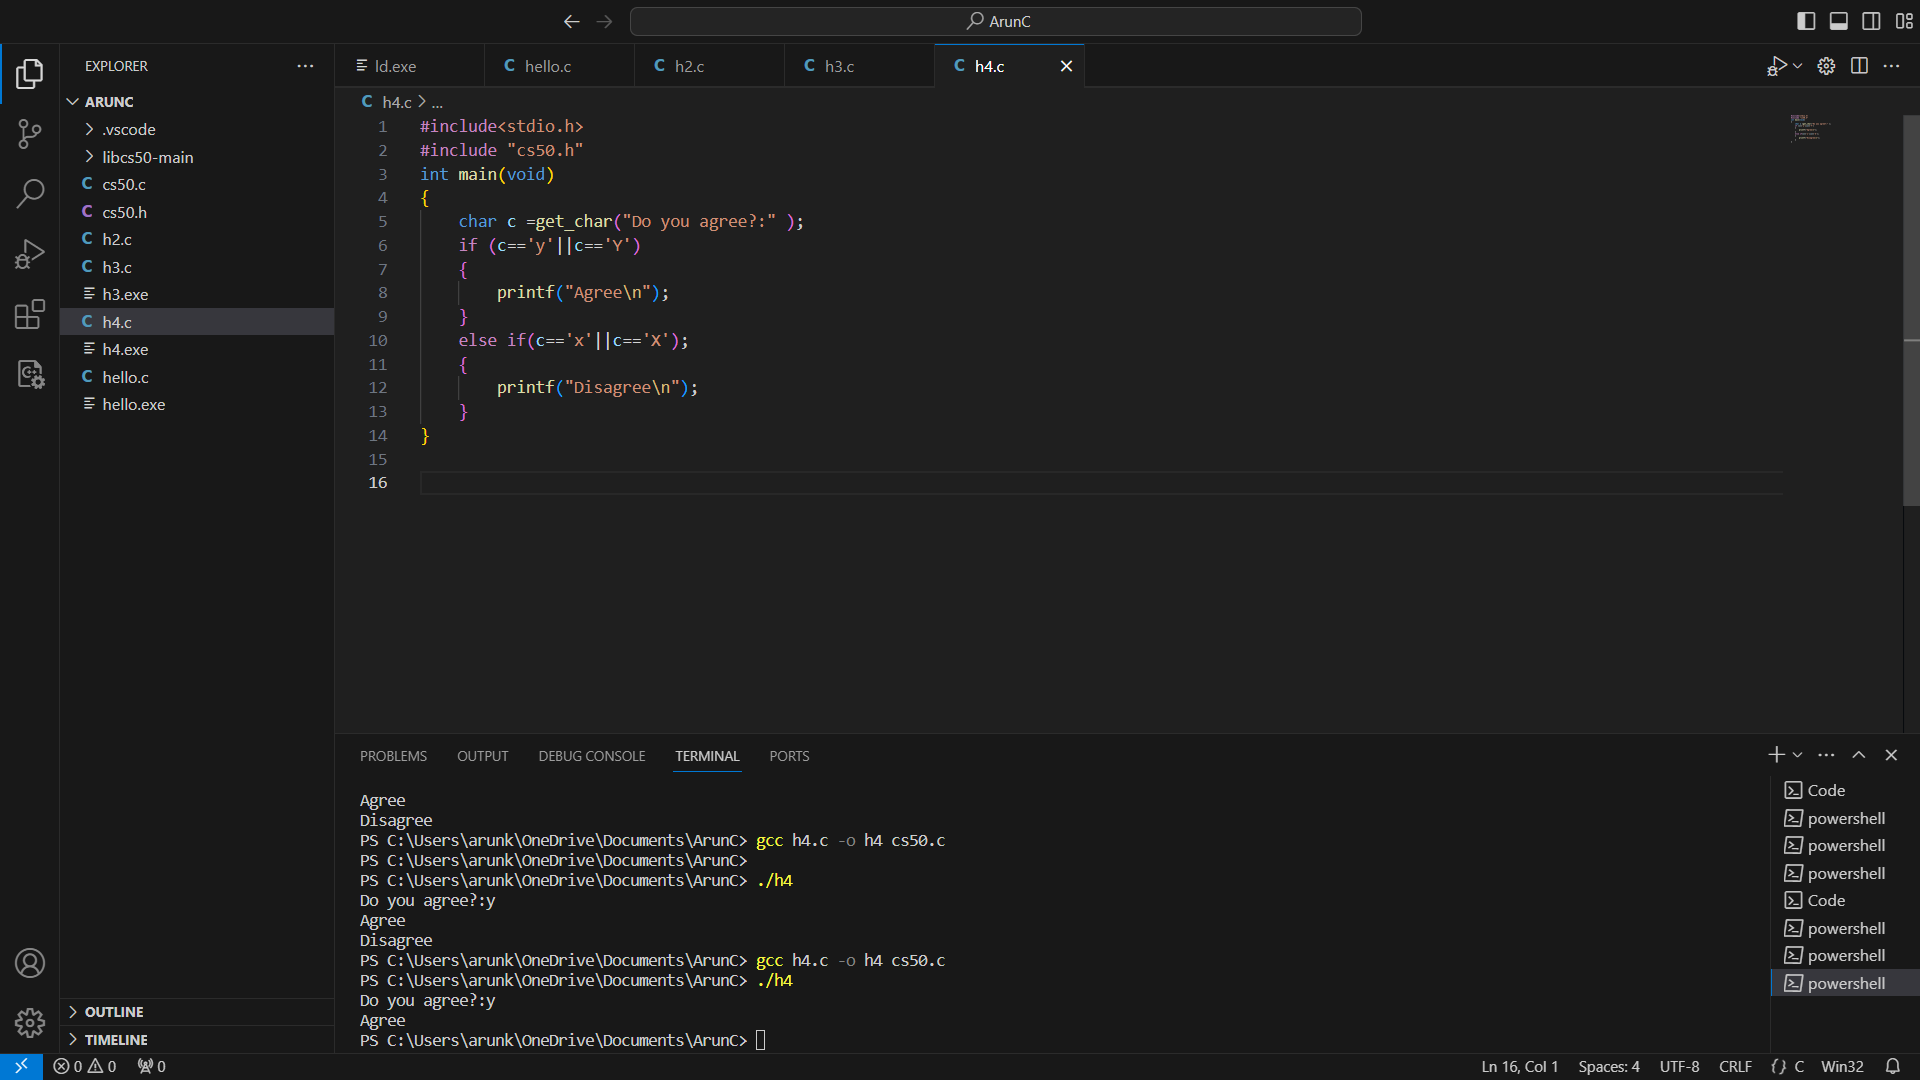 ArunC
EXPLORER
ld.exe
C hello.c
C h2.c
C h3.c
C h4.c
ARUNC
.vscode
libcs50-main
C cs50.c
C cs50.h
C h2.c
C h3.c
h3.exe
C h4.c
h4.exe
C hello.c
hello.exe
OUTLINE
TIMELINE
C h4.c > ...
1 #include<stdio.h>
2 #include "cs50.h"
3 int main(void)
4 {
5 char c =get_char("Do you agree?:" );
6 if (c=='y'||c=='Y')
7 {
8 printf("Agree\n");
9 }
10 else if(c=='x'||c=='X');
11 {
12 printf("Disagree\n");
13 }
14 }
15
16
PROBLEMS OUTPUT DEBUG CONSOLE TERMINAL PORTS
Agree
Disagree
PS C:\Users\arunk\OneDrive\Documents\ArunC> gcc h4.c -o h4 cs50.c
PS C:\Users\arunk\OneDrive\Documents\ArunC>
PS C:\Users\arunk\OneDrive\Documents\ArunC> ./h4
Do you agree?:y
Agree
Disagree
PS C:\Users\arunk\OneDrive\Documents\ArunC> gcc h4.c -o h4 cs50.c
PS C:\Users\arunk\OneDrive\Documents\ArunC> ./h4
Do you agree?:y
Agree
PS C:\Users\arunk\OneDrive\Documents\ArunC>
Code
powershell
powershell
powershell
Code
powershell
powershell
powershell
0 0 0 Ln 16, Col 1 Spaces: 4 UTF-8 CRLF {} C Win32